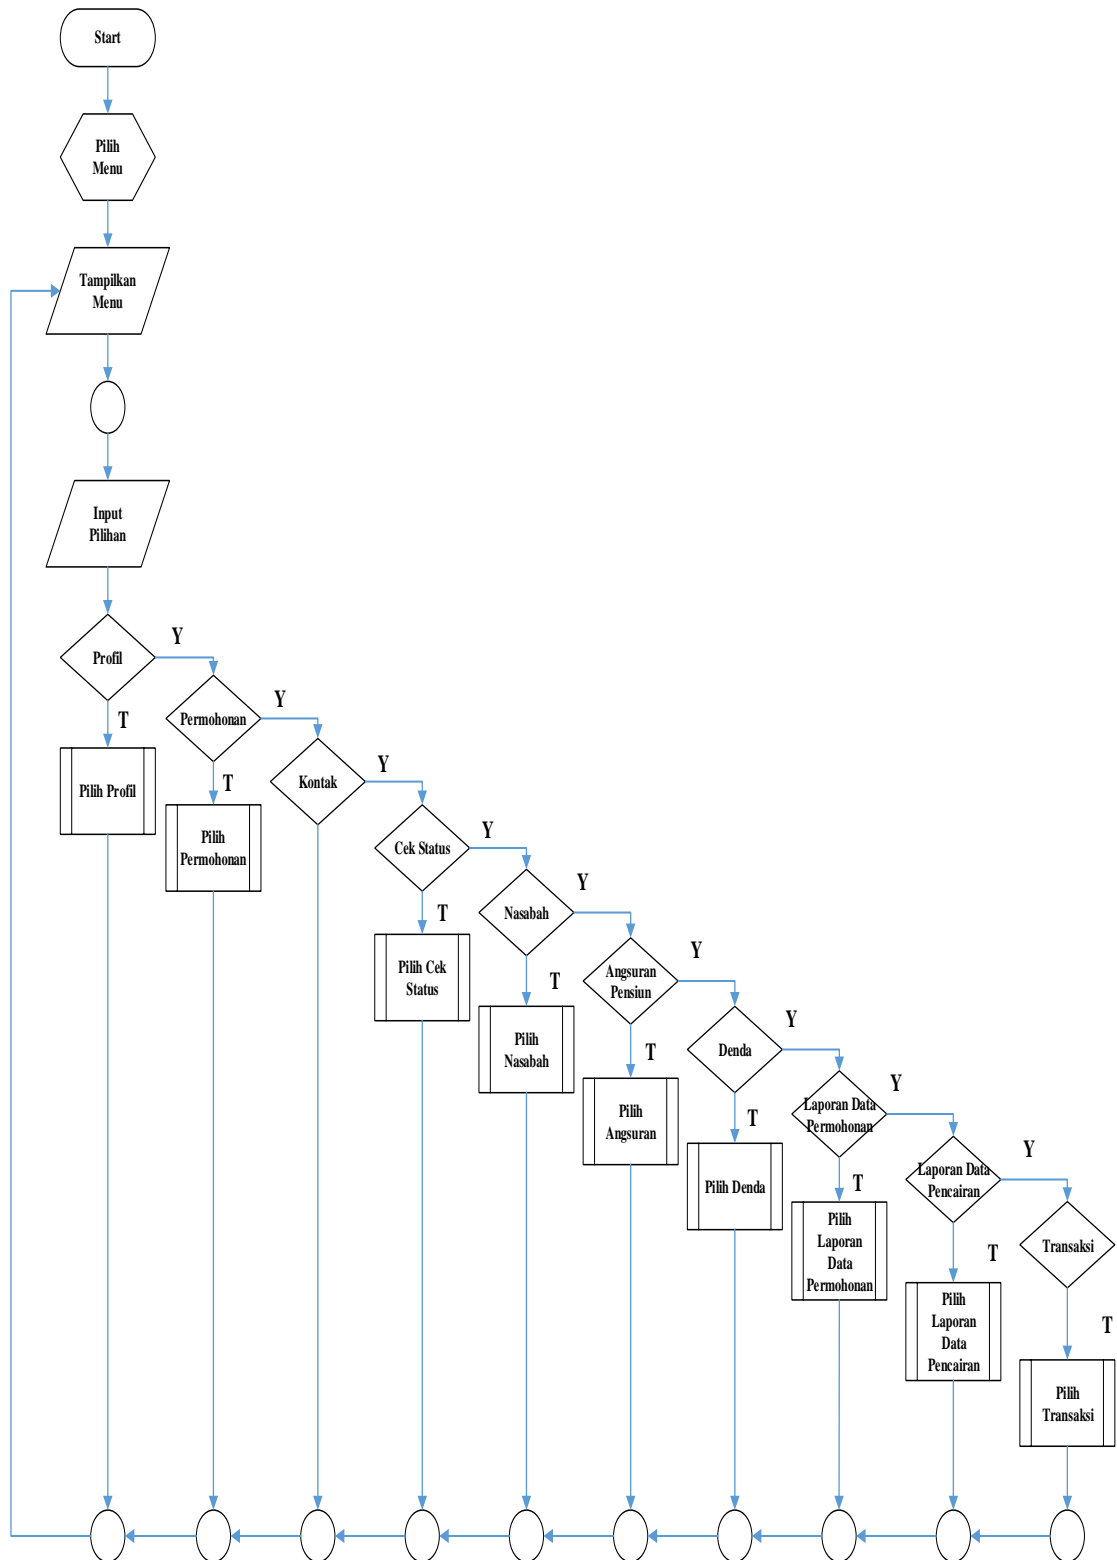 Start
Pilih
Menu
Tampilkan
Menu
Input
Pilihan
Profil
Y
T
Pilih Profil
Permohonan
Y
T
Pilih
Permohonan
Kontak
Y
Cek Status
Y
T
Pilih Cek
Status
Nasabah
Y
T
Pilih
Nasabah
Angsuran
Pensiun
Y
T
Pilih
Angsuran
Denda
Y
T
Pilih Denda
Laporan Data
Permohonan
Y
T
Pilih
Laporan
Data
Permohonan
Laporan Data
Pencairan
Y
T
Pilih
Laporan
Data
Pencairan
Transaksi
T
Pilih
Transaksi